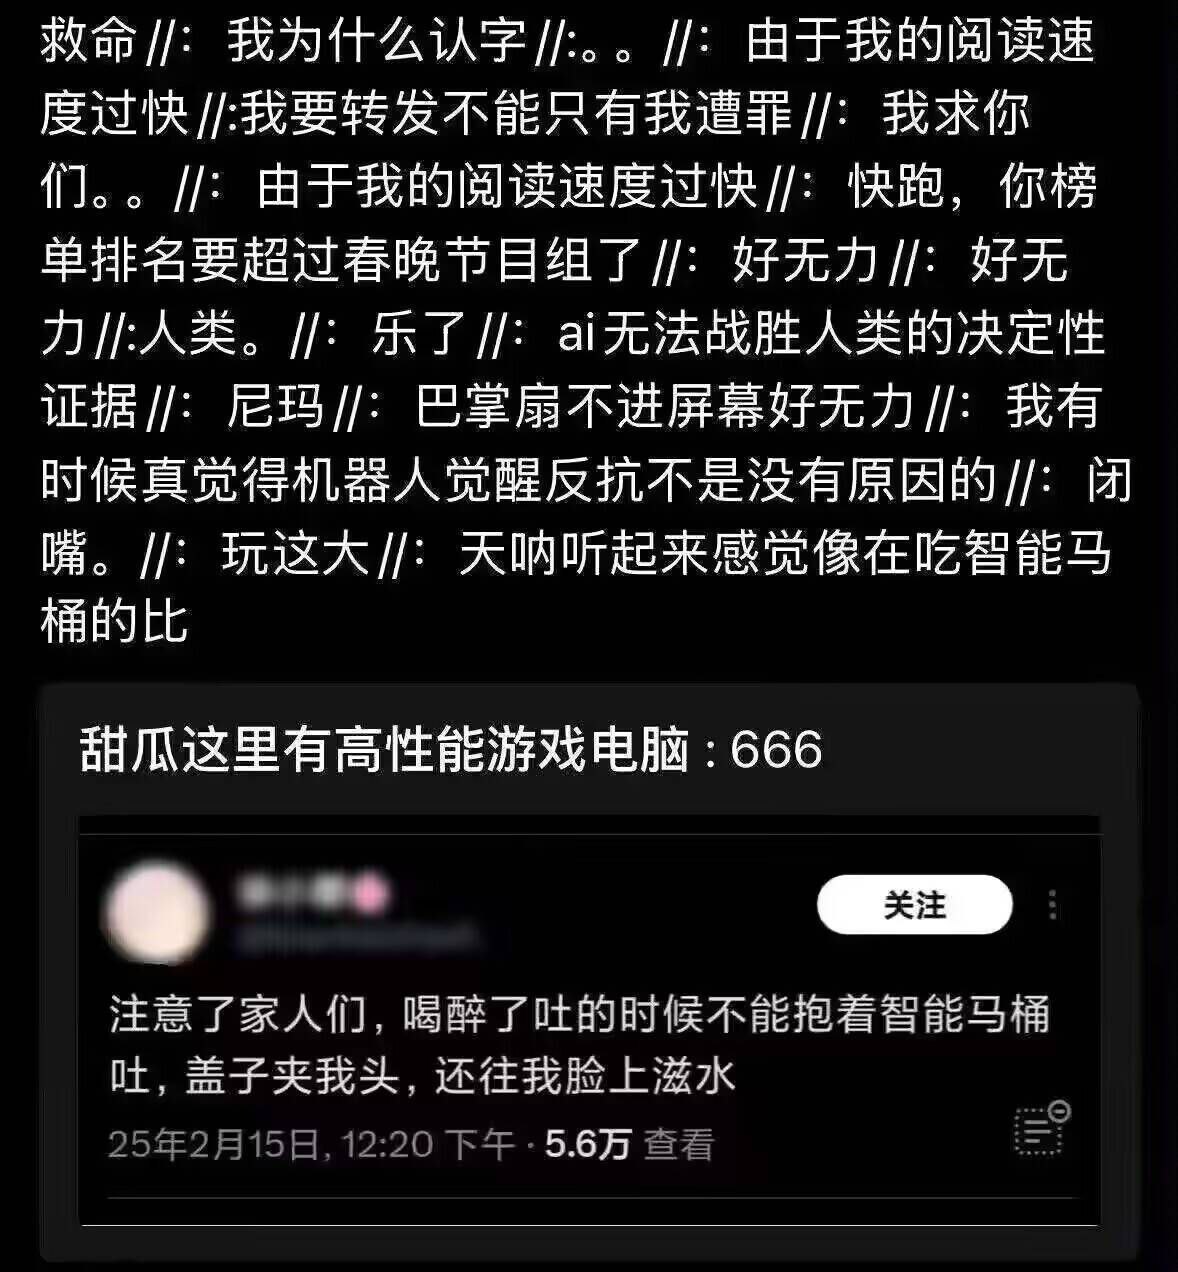 救命//：我为什么认字//:。。//：由于我的阅读速
度过快//:我要转发不能只有我遭罪//：我求你
们。。//：由于我的阅读速度过快//：快跑，你榜
单排名要超过春晚节目组了//：好无力//：好无
力//:人类。//：乐了//：ai无法战胜人类的决定性
证据//：尼玛//：巴掌扇不进屏幕好无力//：我有
时候真觉得机器人觉醒反抗不是没有原因的//：闭
嘴。//：玩这大//：天呐听起来感觉像在吃智能马
桶的比
甜瓜这里有高性能游戏电脑 : 666
关注
注意了家人们，喝醉了吐的时候不能抱着智能马桶
吐，盖子夹我头，还往我脸上滋水
25年2月15日, 12:20 下午 · 5.6万 查看